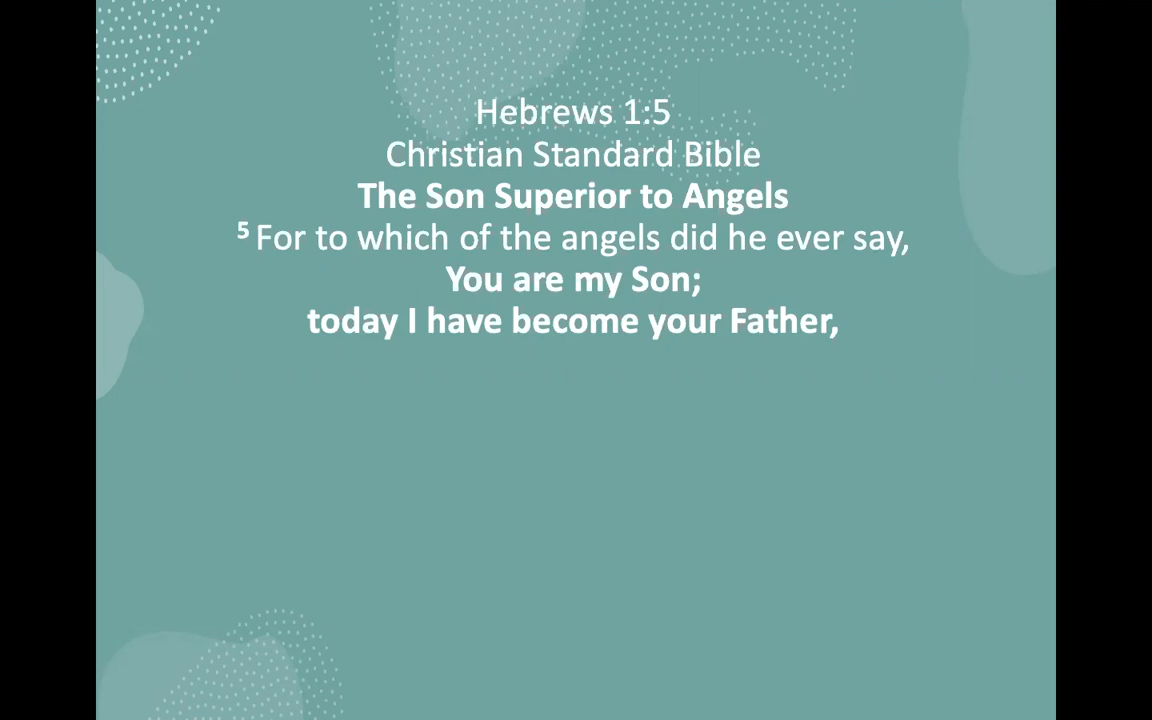 Hebrews 1:5
Christian Standard Bible
The Son Superior to Angels
5 For to which of the angels did he ever say,
You are my Son;
today I have become your Father,